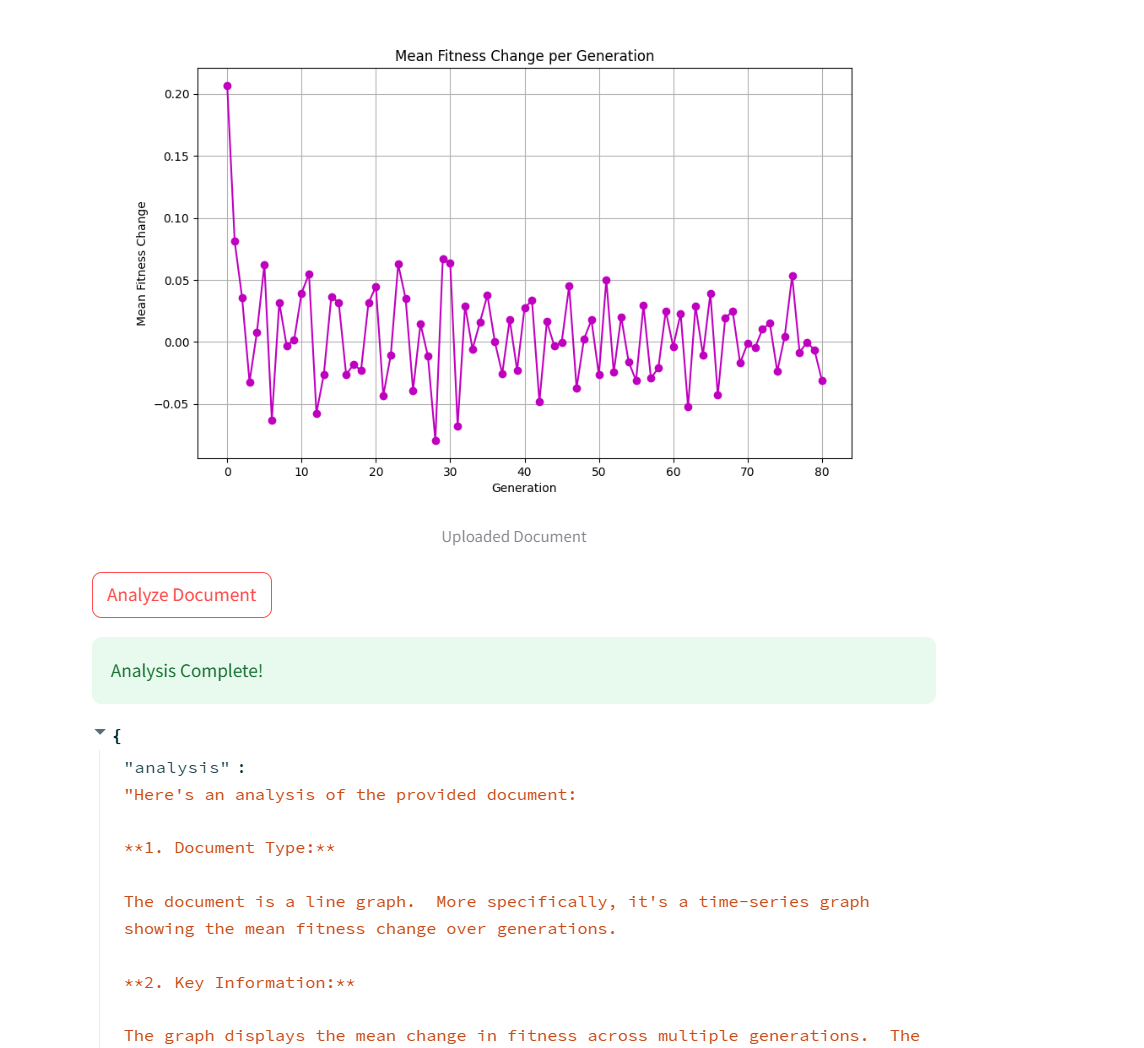 Mean Fitness Change per Generation
0.20
0.15
0.10
0.05
0.00
−0.05
Mean Fitness Change
0 10 20 30 40 50 60 70 80
Generation
Uploaded Document
Analyze Document
Analysis Complete!
{
"analysis" :
"Here's an analysis of the provided document:
**1. Document Type:**
The document is a line graph.  More specifically, it's a time-series graph
showing the mean fitness change over generations.
**2. Key Information:**
The graph displays the mean change in fitness across multiple generations.  The